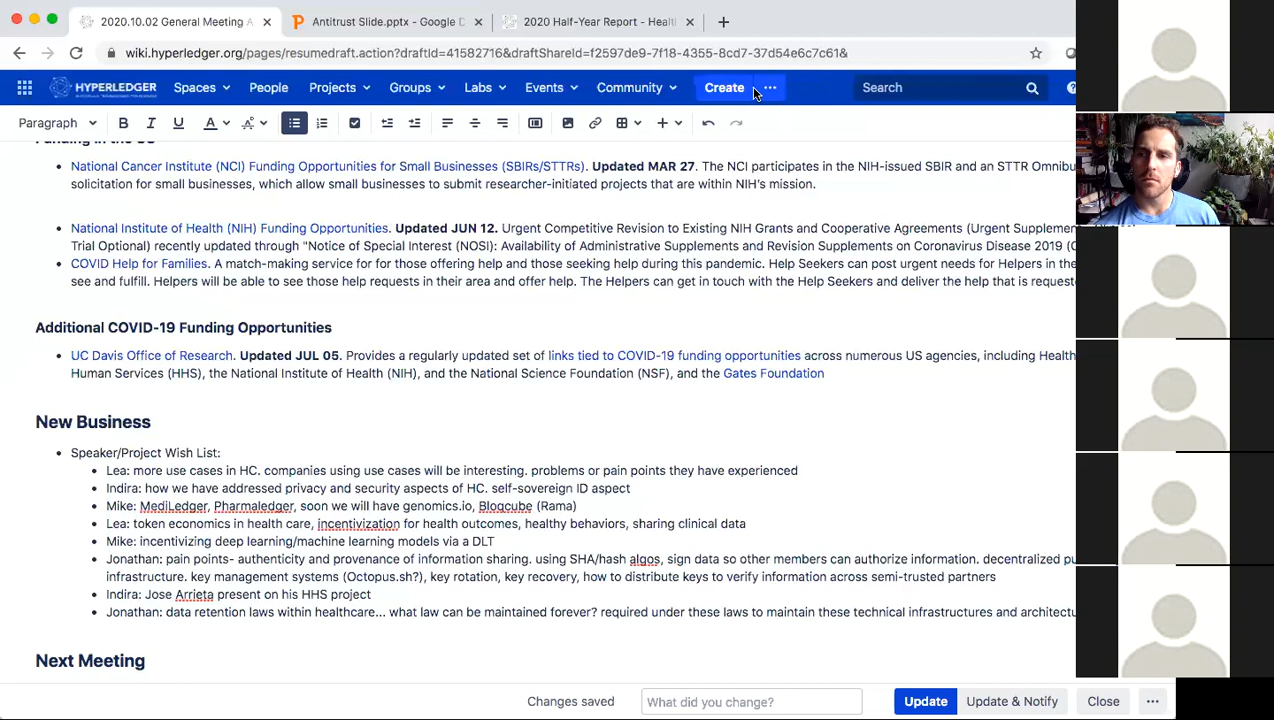 2020.10.02 General Meeting A
Antitrust Slide.pptx - Google D
2020 Half-Year Report - Healt
wiki.hyperledger.org/pages/resumedraft.action?draftId=41582716&draftShareId=f2597de9-7f18-4355-8cd7-37d54e6c7c61&
HYPERLEDGER
Spaces
People
Projects
Groups
Labs
Events
Community
Create
Search
Paragraph
Funding in the US
National Cancer Institute (NCI) Funding Opportunities for Small Businesses (SBIRs/STTRs). Updated MAR 27. The NCI participates in the NIH-issued SBIR and an STTR Omnibu
solicitation for small businesses, which allow small businesses to submit researcher-initiated projects that are within NIH's mission.
National Institute of Health (NIH) Funding Opportunities. Updated JUN 12. Urgent Competitive Revision to Existing NIH Grants and Cooperative Agreements (Urgent Supplem
Trial Optional) recently updated through "Notice of Special Interest (NOSI): Availability of Administrative Supplements and Revision Supplements on Coronavirus Disease 2019 (C
COVID Help for Families. A match-making service for for those offering help and those seeking help during this pandemic. Help Seekers can post urgent needs for Helpers in the
see and fulfill. Helpers will be able to see those help requests in their area and offer help. The Helpers can get in touch with the Help Seekers and deliver the help that is request
Additional COVID-19 Funding Opportunities
UC Davis Office of Research. Updated JUL 05. Provides a regularly updated set of links tied to COVID-19 funding opportunities across numerous US agencies, including Health
Human Services (HHS), the National Institute of Health (NIH), and the National Science Foundation (NSF), and the Gates Foundation
New Business
Speaker/Project Wish List:
Lea: more use cases in HC. companies using use cases will be interesting. problems or pain points they have experienced
Indira: how we have addressed privacy and security aspects of HC. self-sovereign ID aspect
Mike: MediLedger, Pharmaledger, soon we will have genomics.io, Bloqcube (Rama)
Lea: token economics in health care, incentivization for health outcomes, healthy behaviors, sharing clinical data
Mike: incentivizing deep learning/machine learning models via a DLT
Jonathan: pain points- authenticity and provenance of information sharing. using SHA/hash algos, sign data so other members can authorize information. decentralized pu
infrastructure. key management systems (Octopus.sh?), key rotation, key recovery, how to distribute keys to verify information across semi-trusted partners
Indira: Jose Arrieta present on his HHS project
Jonathan: data retention laws within healthcare... what law can be maintained forever? required under these laws to maintain these technical infrastructures and architectu
Next Meeting
Changes saved
What did you change?
Update
Update & Notify
Close